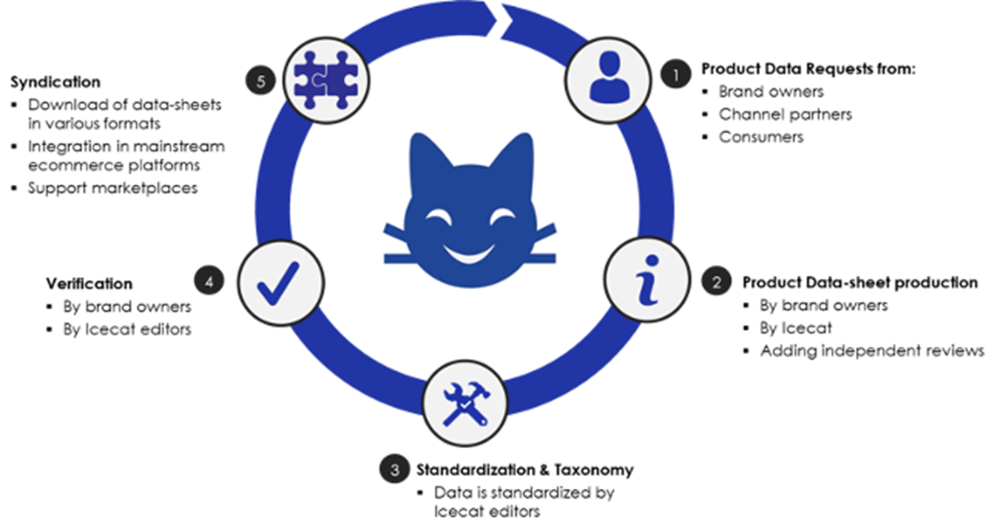 1
Product Data Requests from:
▪ Brand owners
▪ Channel partners
▪ Consumers
2
Product Data-sheet production
▪ By brand owners
▪ By Icecat
▪ Adding independent reviews
3
Standardization & Taxonomy
▪ Data is standardized by
Icecat editors
4
Verification
▪ By brand owners
▪ By Icecat editors
5
Syndication
▪ Download of data-sheets
in various formats
▪ Integration in mainstream
ecommerce platforms
▪ Support marketplaces